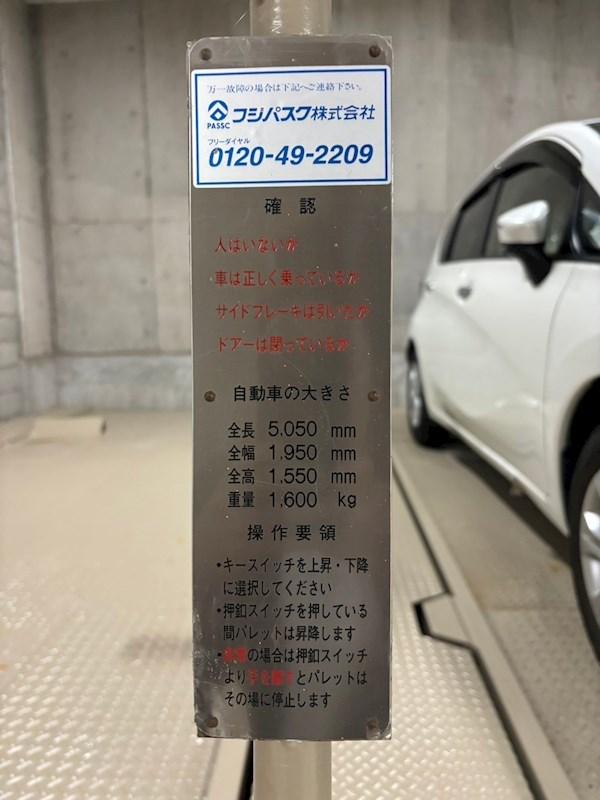 万一故障の場合は下記へご連絡下さい。
PASSC フジパスク株式会社
フリーダイヤル
0120-49-2209
確 認
人はいないか
車は正しく乗っているか
サイドブレーキは引いたか
ドアーは閉っているか
自動車の大きさ
全長 5,050 mm
全幅 1,950 mm
全高 1,550 mm
重量 1,600 kg
操作要領
・キースイッチを上昇・下降
に選択してください
・押釦スイッチを押している
間パレットは昇降します
・の場合は押釦スイッチ
より手を離すとパレットは
その場に停止します